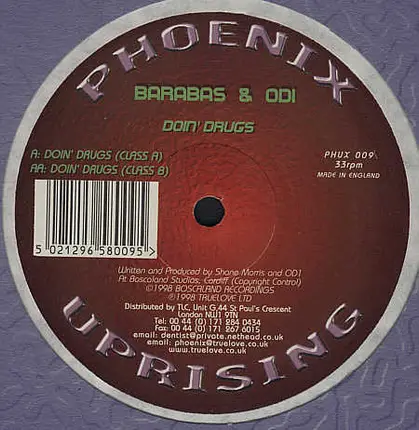 PHOENIX
BARABAS & OD1
DOIN' DRUGS
A: DOIN' DRUGS (CLASS A)
AA: DOIN' DRUGS (CLASS B)
PHUX 009
33rpm
MADE IN ENGLAND
5 021296 580095 >
Written and Produced by Shane Morris and OD1
At Boscaland Studios, Cardiff (Copyright Control)
©1998 BOSCALAND RECORDINGS
℗1998 TRUELOVE LTD
Distributed by TLC, Unit G,44 St Paul's Crescent
London NW1 9TN
Tel: 00 44 (0) 171 284 0434
Fax: 00 44 (0) 171 267 6015
email: dentist@private.nethead.co.uk
email: phoenix@truelove.co.uk
www.truelove.co.uk
UPRISING